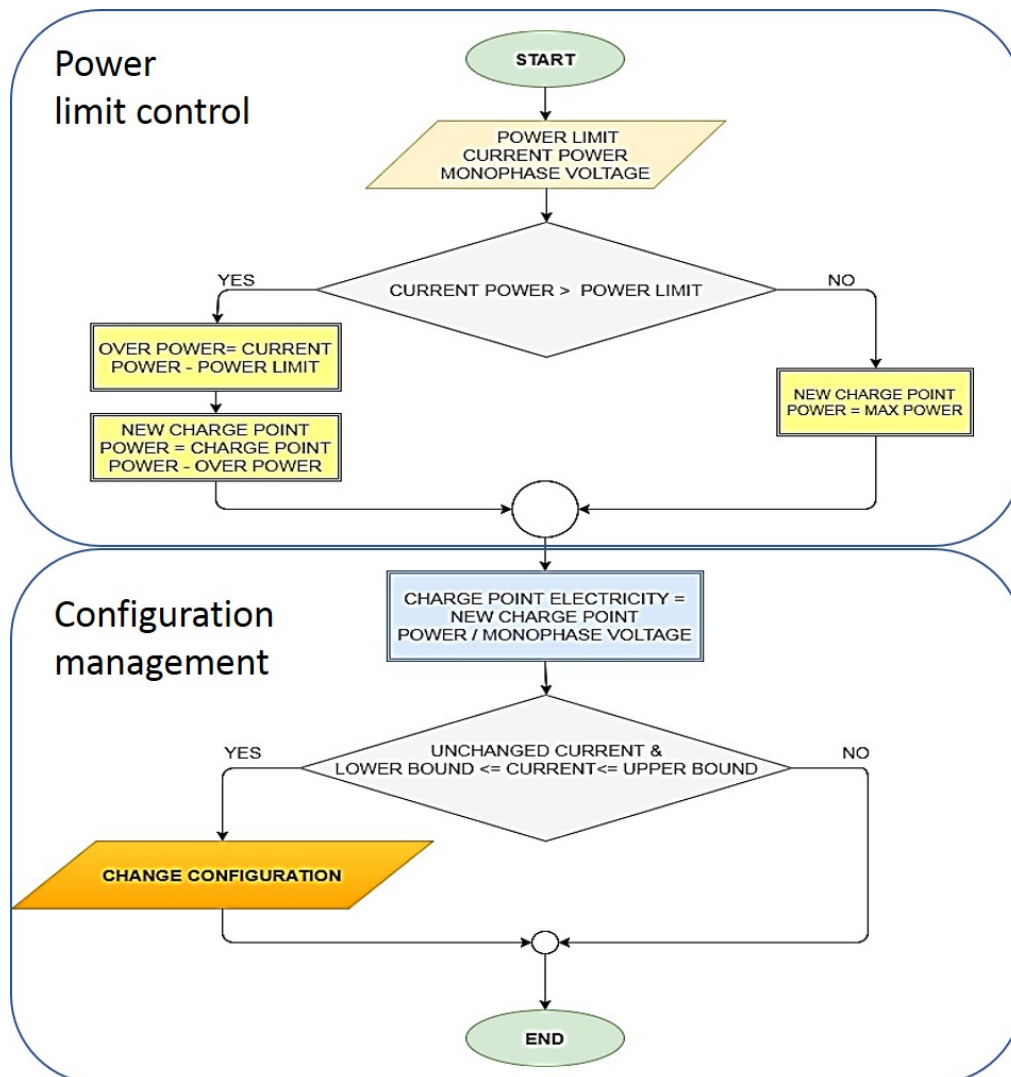 Power
limit control
START
POWER LIMIT
CURRENT POWER
MONOPHASE VOLTAGE
YES
NO
CURRENT POWER > POWER LIMIT
OVER POWER= CURRENT
POWER - POWER LIMIT
NEW CHARGE POINT
POWER = MAX POWER
NEW CHARGE POINT
POWER = CHARGE POINT
POWER - OVER POWER
Configuration
management
CHARGE POINT ELECTRICITY =
NEW CHARGE POINT
POWER / MONOPHASE VOLTAGE
YES
NO
UNCHANGED CURRENT &
LOWER BOUND <= CURRENT<= UPPER BOUND
CHANGE CONFIGURATION
END